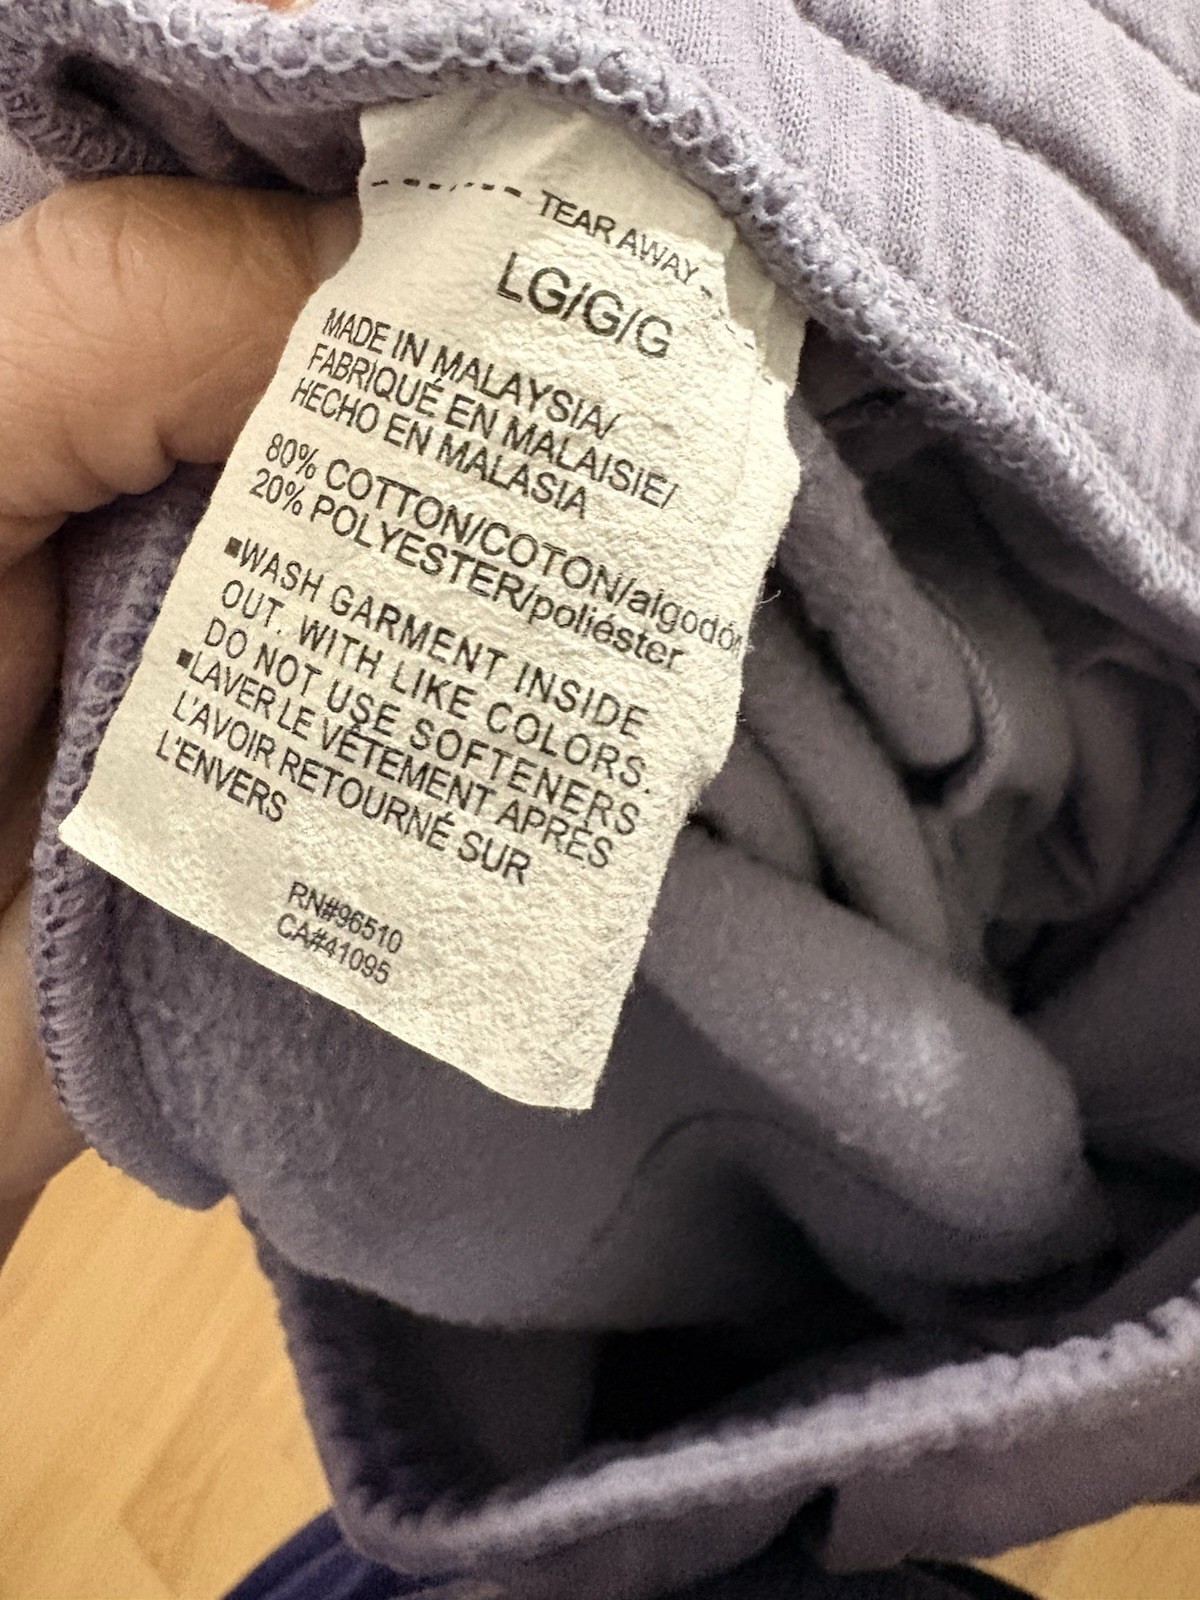 TEAR AWAY
LG/G/G
MADE IN MALAYSIA/
FABRIQUÉ EN MALAISIE/
HECHO EN MALASIA
80% COTTON/COTON/algodón
20% POLYESTER/poliéster
▪WASH GARMENT INSIDE
OUT. WITH LIKE COLORS.
DO NOT USE SOFTENERS
▪LAVER LE VÊTEMENT APRÈS
L'AVOIR RETOURNÉ SUR
L'ENVERS
RN#96510
CA#41095